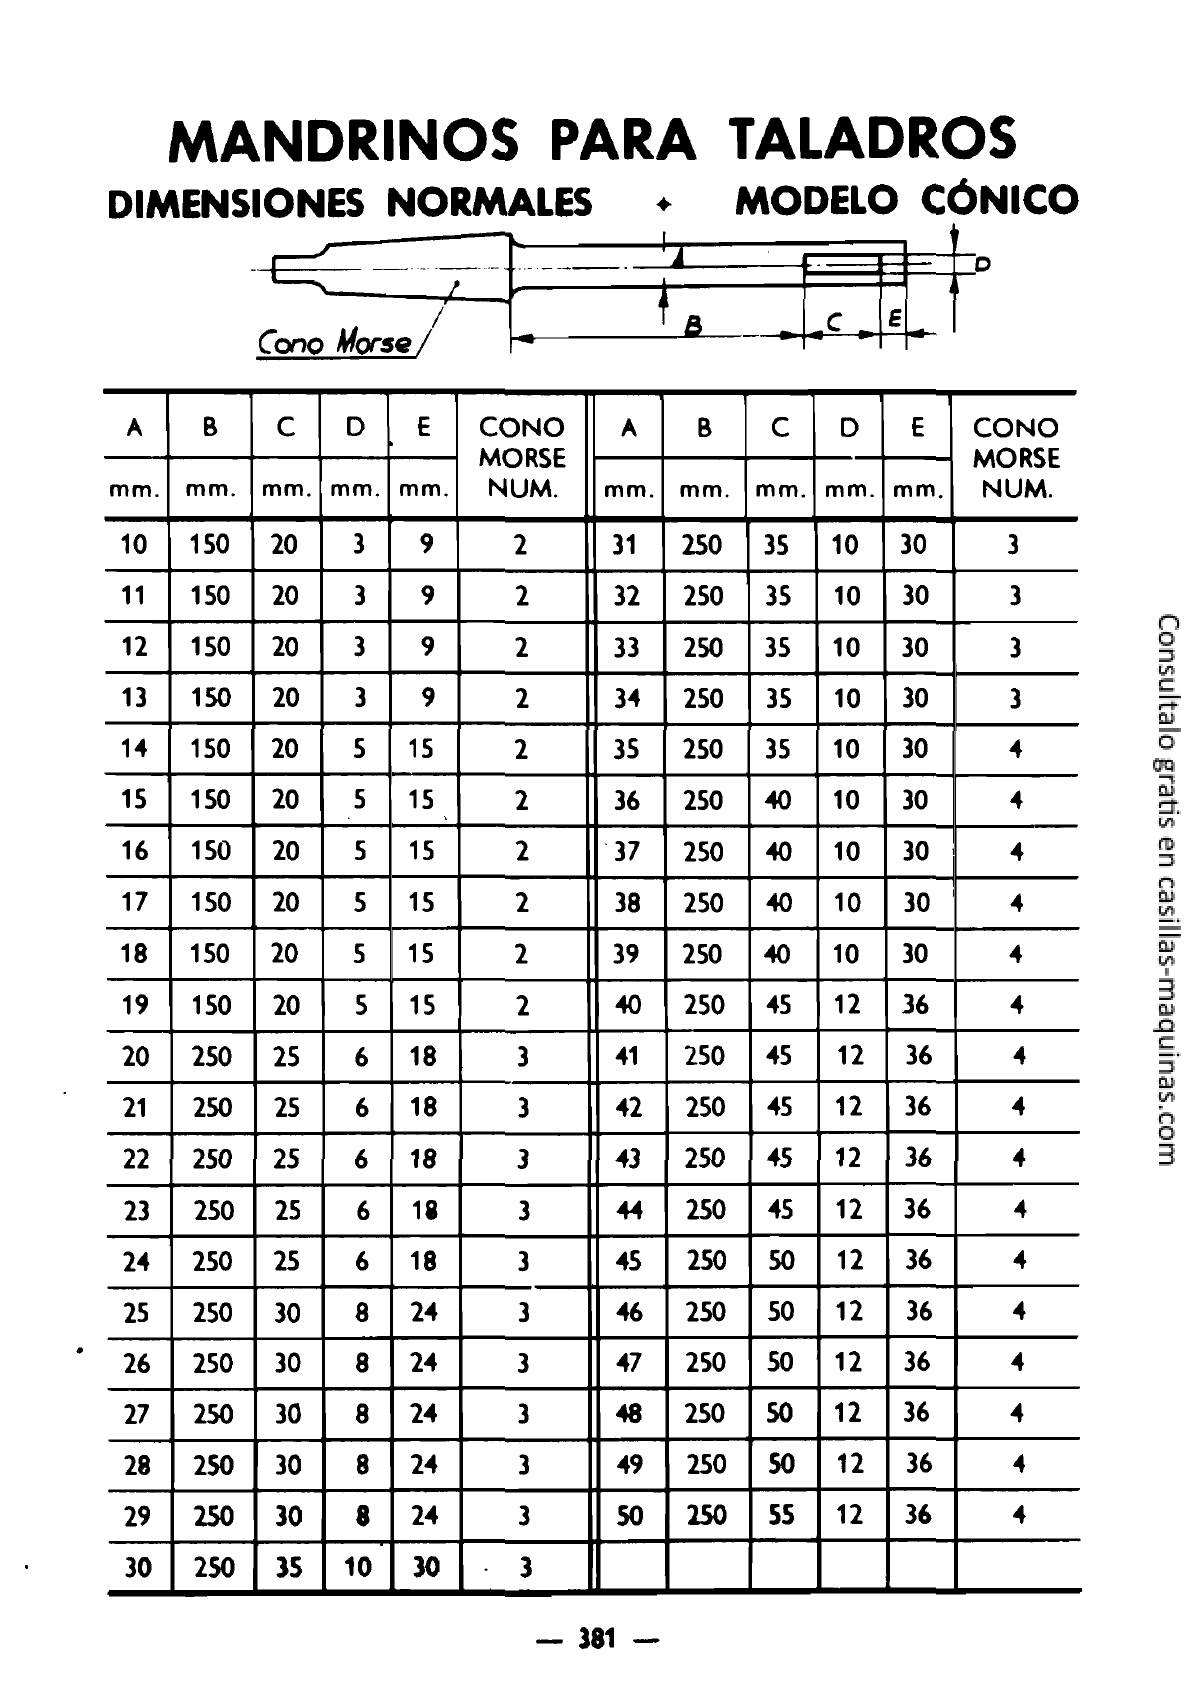 MANDRINOS PARA TALADROS
DIMENSIONES NORMALES ✦ MODELO CÓNICO
A
D
Cono Morse
B
C
E
A B C D E CONO MORSE NUM. A B C D E CONO MORSE NUM.
mm. mm. mm. mm. mm. mm. mm. mm. mm. mm.
10 150 20 3 9 2 31 250 35 10 30 3
11 150 20 3 9 2 32 250 35 10 30 3
12 150 20 3 9 2 33 250 35 10 30 3
13 150 20 3 9 2 34 250 35 10 30 3
14 150 20 5 15 2 35 250 35 10 30 4
15 150 20 5 15 2 36 250 40 10 30 4
16 150 20 5 15 2 37 250 40 10 30 4
17 150 20 5 15 2 38 250 40 10 30 4
18 150 20 5 15 2 39 250 40 10 30 4
19 150 20 5 15 2 40 250 45 12 36 4
20 250 25 6 18 3 41 250 45 12 36 4
21 250 25 6 18 3 42 250 45 12 36 4
22 250 25 6 18 3 43 250 45 12 36 4
23 250 25 6 18 3 44 250 45 12 36 4
24 250 25 6 18 3 45 250 50 12 36 4
25 250 30 8 24 3 46 250 50 12 36 4
26 250 30 8 24 3 47 250 50 12 36 4
27 250 30 8 24 3 48 250 50 12 36 4
28 250 30 8 24 3 49 250 50 12 36 4
29 250 30 8 24 3 50 250 55 12 36 4
30 250 35 10 30 3
— 381 —
Consultalo gratis en casillas-maquinas.com